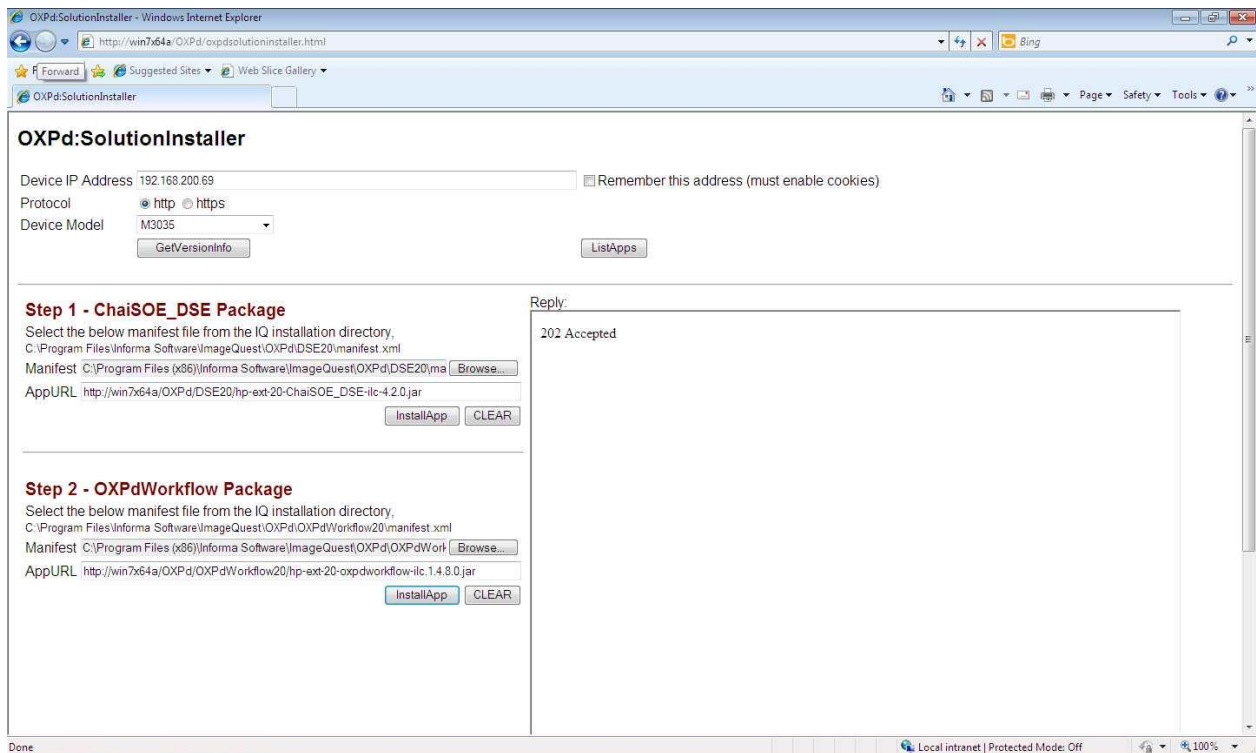 OXPd:SolutionInstaller - Windows Internet Explorer
http://win7x64a/OXPd/oxpdsolutioninstaller.html
Bing
F
Forward
Suggested Sites
Web Slice Gallery
OXPd:SolutionInstaller
Page
Safety
Tools
OXPd:SolutionInstaller
Device IP Address 192.168.200.69
Remember this address (must enable cookies)
Protocol http https
Device Model M3035
GetVersionInfo
ListApps
Step 1 - ChaiSOE_DSE Package
Select the below manifest file from the IQ installation directory,
C:\Program Files\Informa Software\ImageQuest\OXPd\DSE20\manifest.xml
Manifest C:\Program Files (x86)\Informa Software\ImageQuest\OXPd\DSE20\ma Browse...
AppURL http://win7x64a/OXPd/DSE20/hp-ext-20-ChaiSOE_DSE-ilc-4.2.0.jar
InstallApp CLEAR
Step 2 - OXPdWorkflow Package
Select the below manifest file from the IQ installation directory,
C:\Program Files\Informa Software\ImageQuest\OXPd\OXPdWorkflow20\manifest.xml
Manifest C:\Program Files (x86)\Informa Software\ImageQuest\OXPd\OXPdWork Browse...
AppURL http://win7x64a/OXPd/OXPdWorkflow20/hp-ext-20-oxpdworkflow-ilc.1.4.8.0.jar
InstallApp CLEAR
Reply:
202 Accepted
Done
Local intranet | Protected Mode: Off
100%